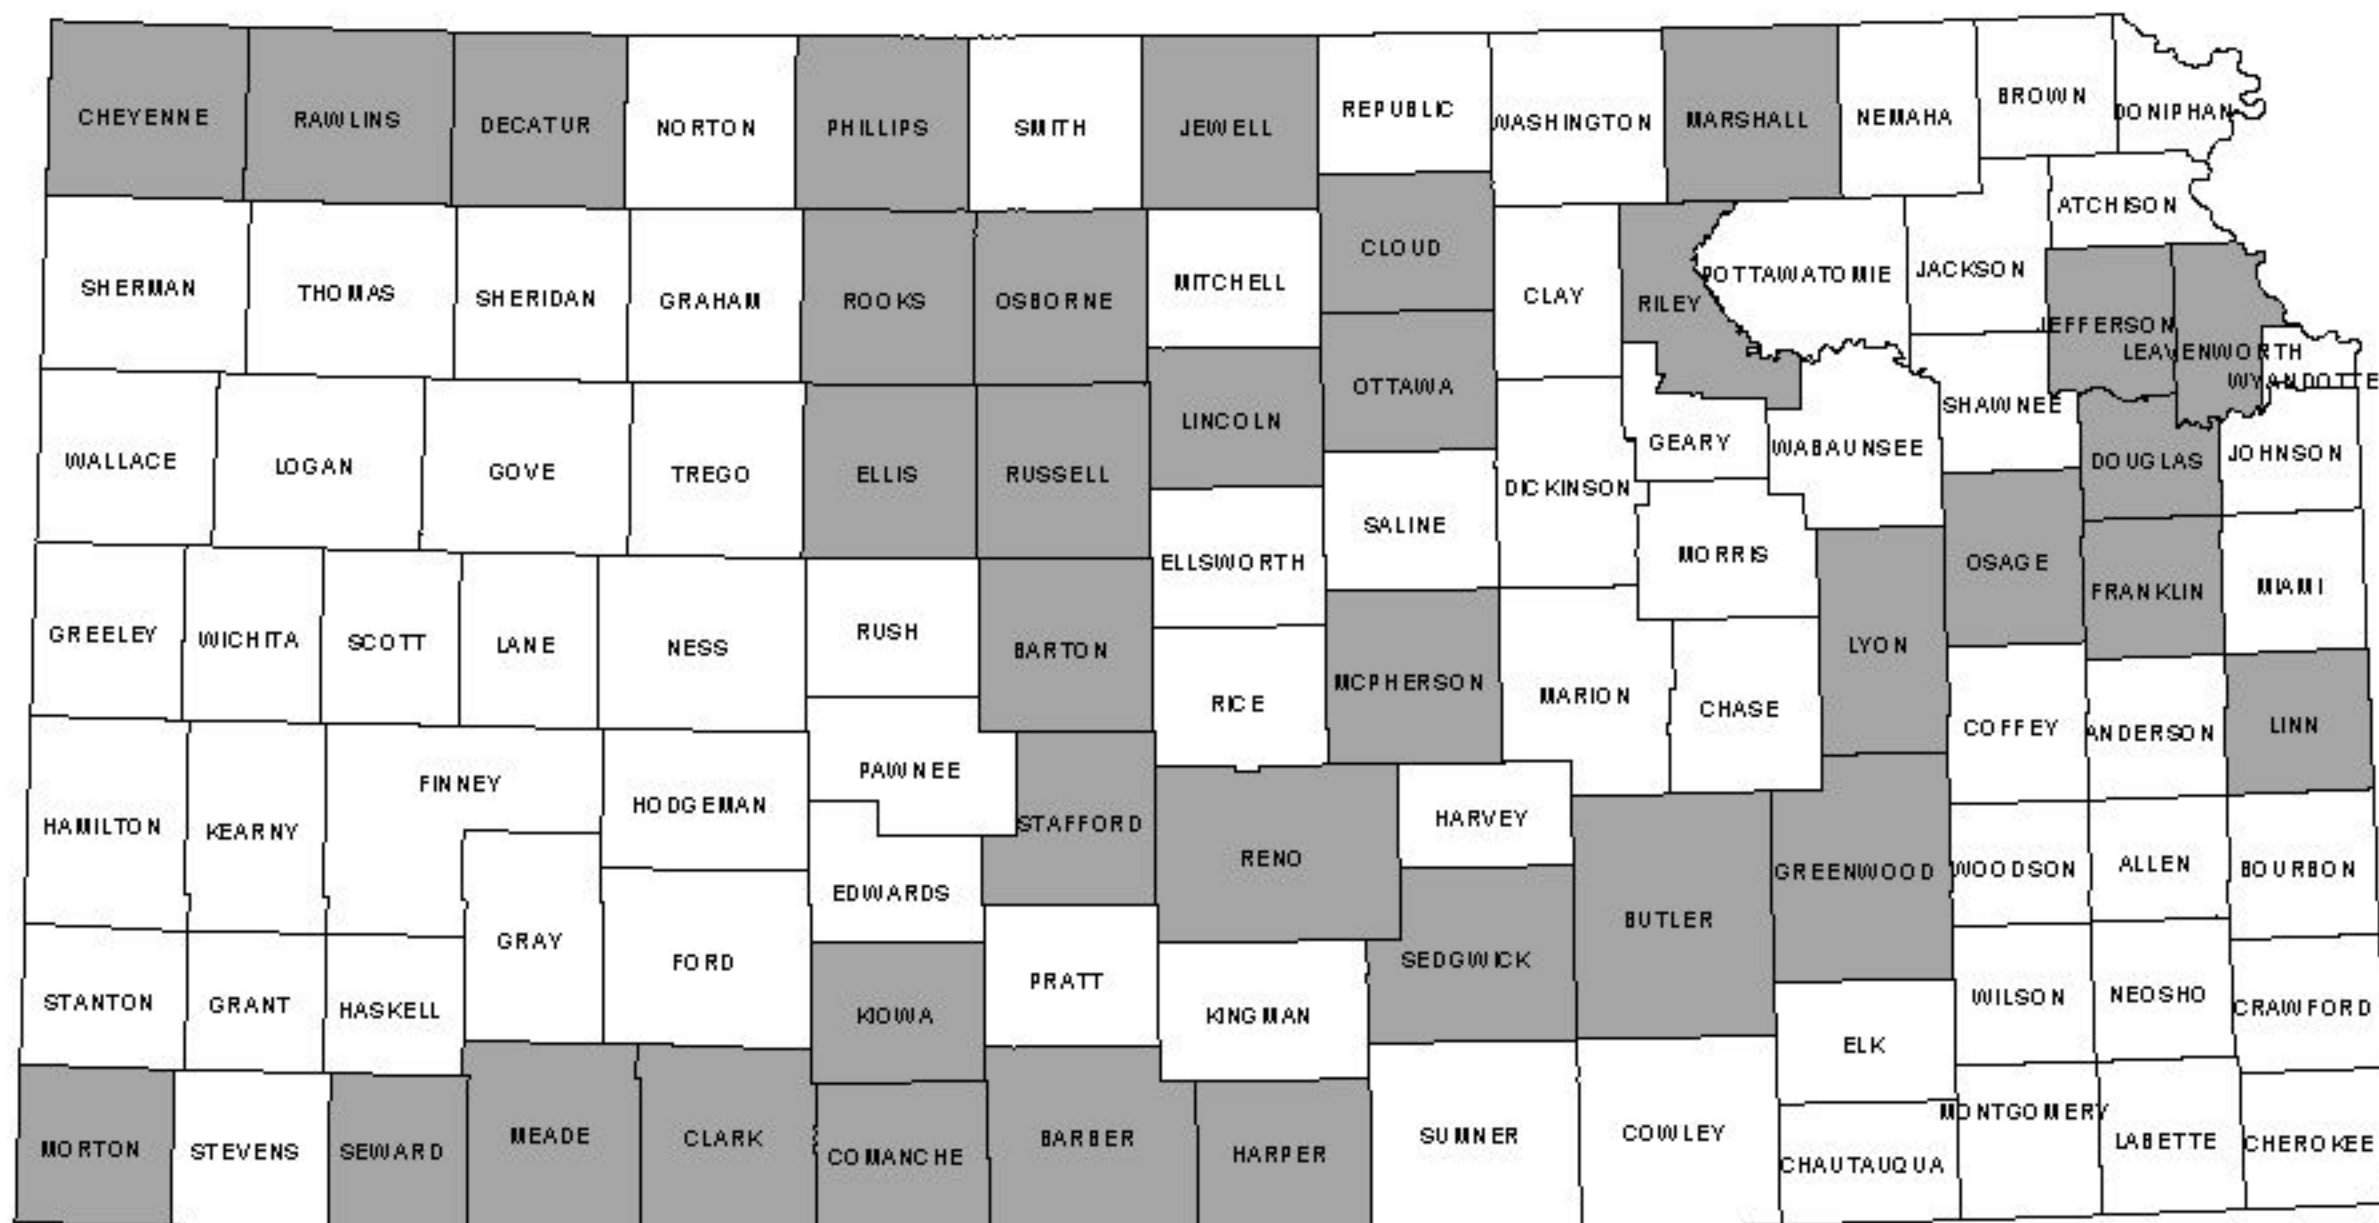 CHEYENNE
RAWLINS
DECATUR
NORTON
PHILLIPS
SMITH
JEWELL
REPUBLIC
WASHINGTON
MARSHALL
NEMAHA
BROWN
DONIPHAN
ATCHISON
SHERMAN
THOMAS
SHERIDAN
GRAHAM
ROOKS
OSBORNE
MITCHELL
CLOUD
CLAY
RILEY
POTTAWATOMIE
JACKSON
JEFFERSON
LEAVENWORTH
WYANDOTTE
OTTAWA
LINCOLN
WALLACE
LOGAN
GOVE
TREGO
ELLIS
RUSSELL
ELLSWORTH
SALINE
DICKINSON
GEARY
WABAUNSEE
SHAWNEE
DOUGLAS
JOHNSON
MORRIS
OSAGE
FRANKLIN
MIAMI
GREELEY
WICHITA
SCOTT
LANE
NESS
RUSH
BARTON
RICE
MCPHERSON
MARION
CHASE
LYON
COFFEY
ANDERSON
LINN
HAMILTON
KEARNY
FINNEY
HODGEMAN
PAWNEE
STAFFORD
RENO
HARVEY
BUTLER
GREENWOOD
WOODSON
ALLEN
BOURBON
EDWARDS
GRAY
FORD
STANTON
GRANT
HASKELL
KIOWA
PRATT
KINGMAN
SEDGWICK
ELK
WILSON
NEOSHO
CRAWFORD
MORTON
STEVENS
SEWARD
MEADE
CLARK
COMANCHE
BARBER
HARPER
SUMNER
COWLEY
CHAUTAUQUA
MONTGOMERY
LABETTE
CHEROKEE